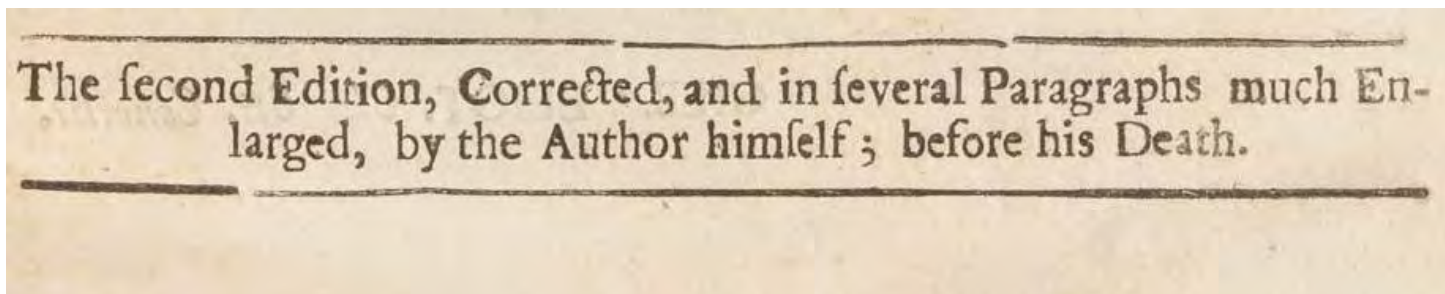 The ſecond Edition, Corrected, and in ſeveral Paragraphs much En-
larged, by the Author himſelf; before his Death.